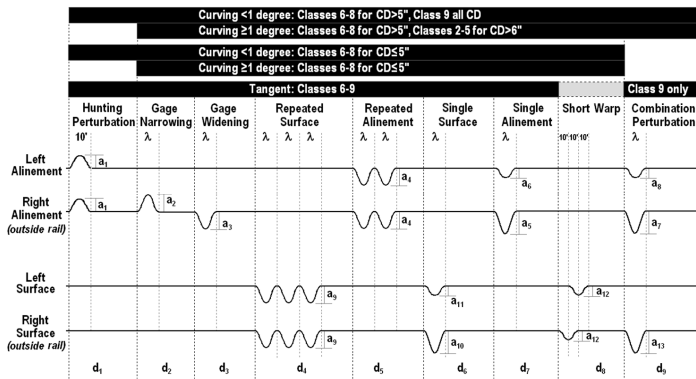 Curving <1 degree: Classes 6-8 for CD>5", Class 9 all CD
Curving ≥1 degree: Classes 6-8 for CD>5", Classes 2-5 for CD>6"
Curving <1 degree: Classes 6-8 for CD≤5"
Curving ≥1 degree: Classes 6-8 for CD≤5"
Tangent: Classes 6-9
Class 9 only
Hunting Perturbation
Gage Narrowing
Gage Widening
Repeated Surface
Repeated Alinement
Single Surface
Single Alinement
Short Warp
Combination Perturbation
10' λ λ λ λ λ λ λ λ λ 10' 10' 10' λ
Left Alinement
a1 a4 a6 a8
Right Alinement
(outside rail)
a1 a2 a3 a4 a5 a7
Left Surface
a9 a11 a12
Right Surface
(outside rail)
a9 a10 a12 a13
d1 d2 d3 d4 d5 d6 d7 d8 d9